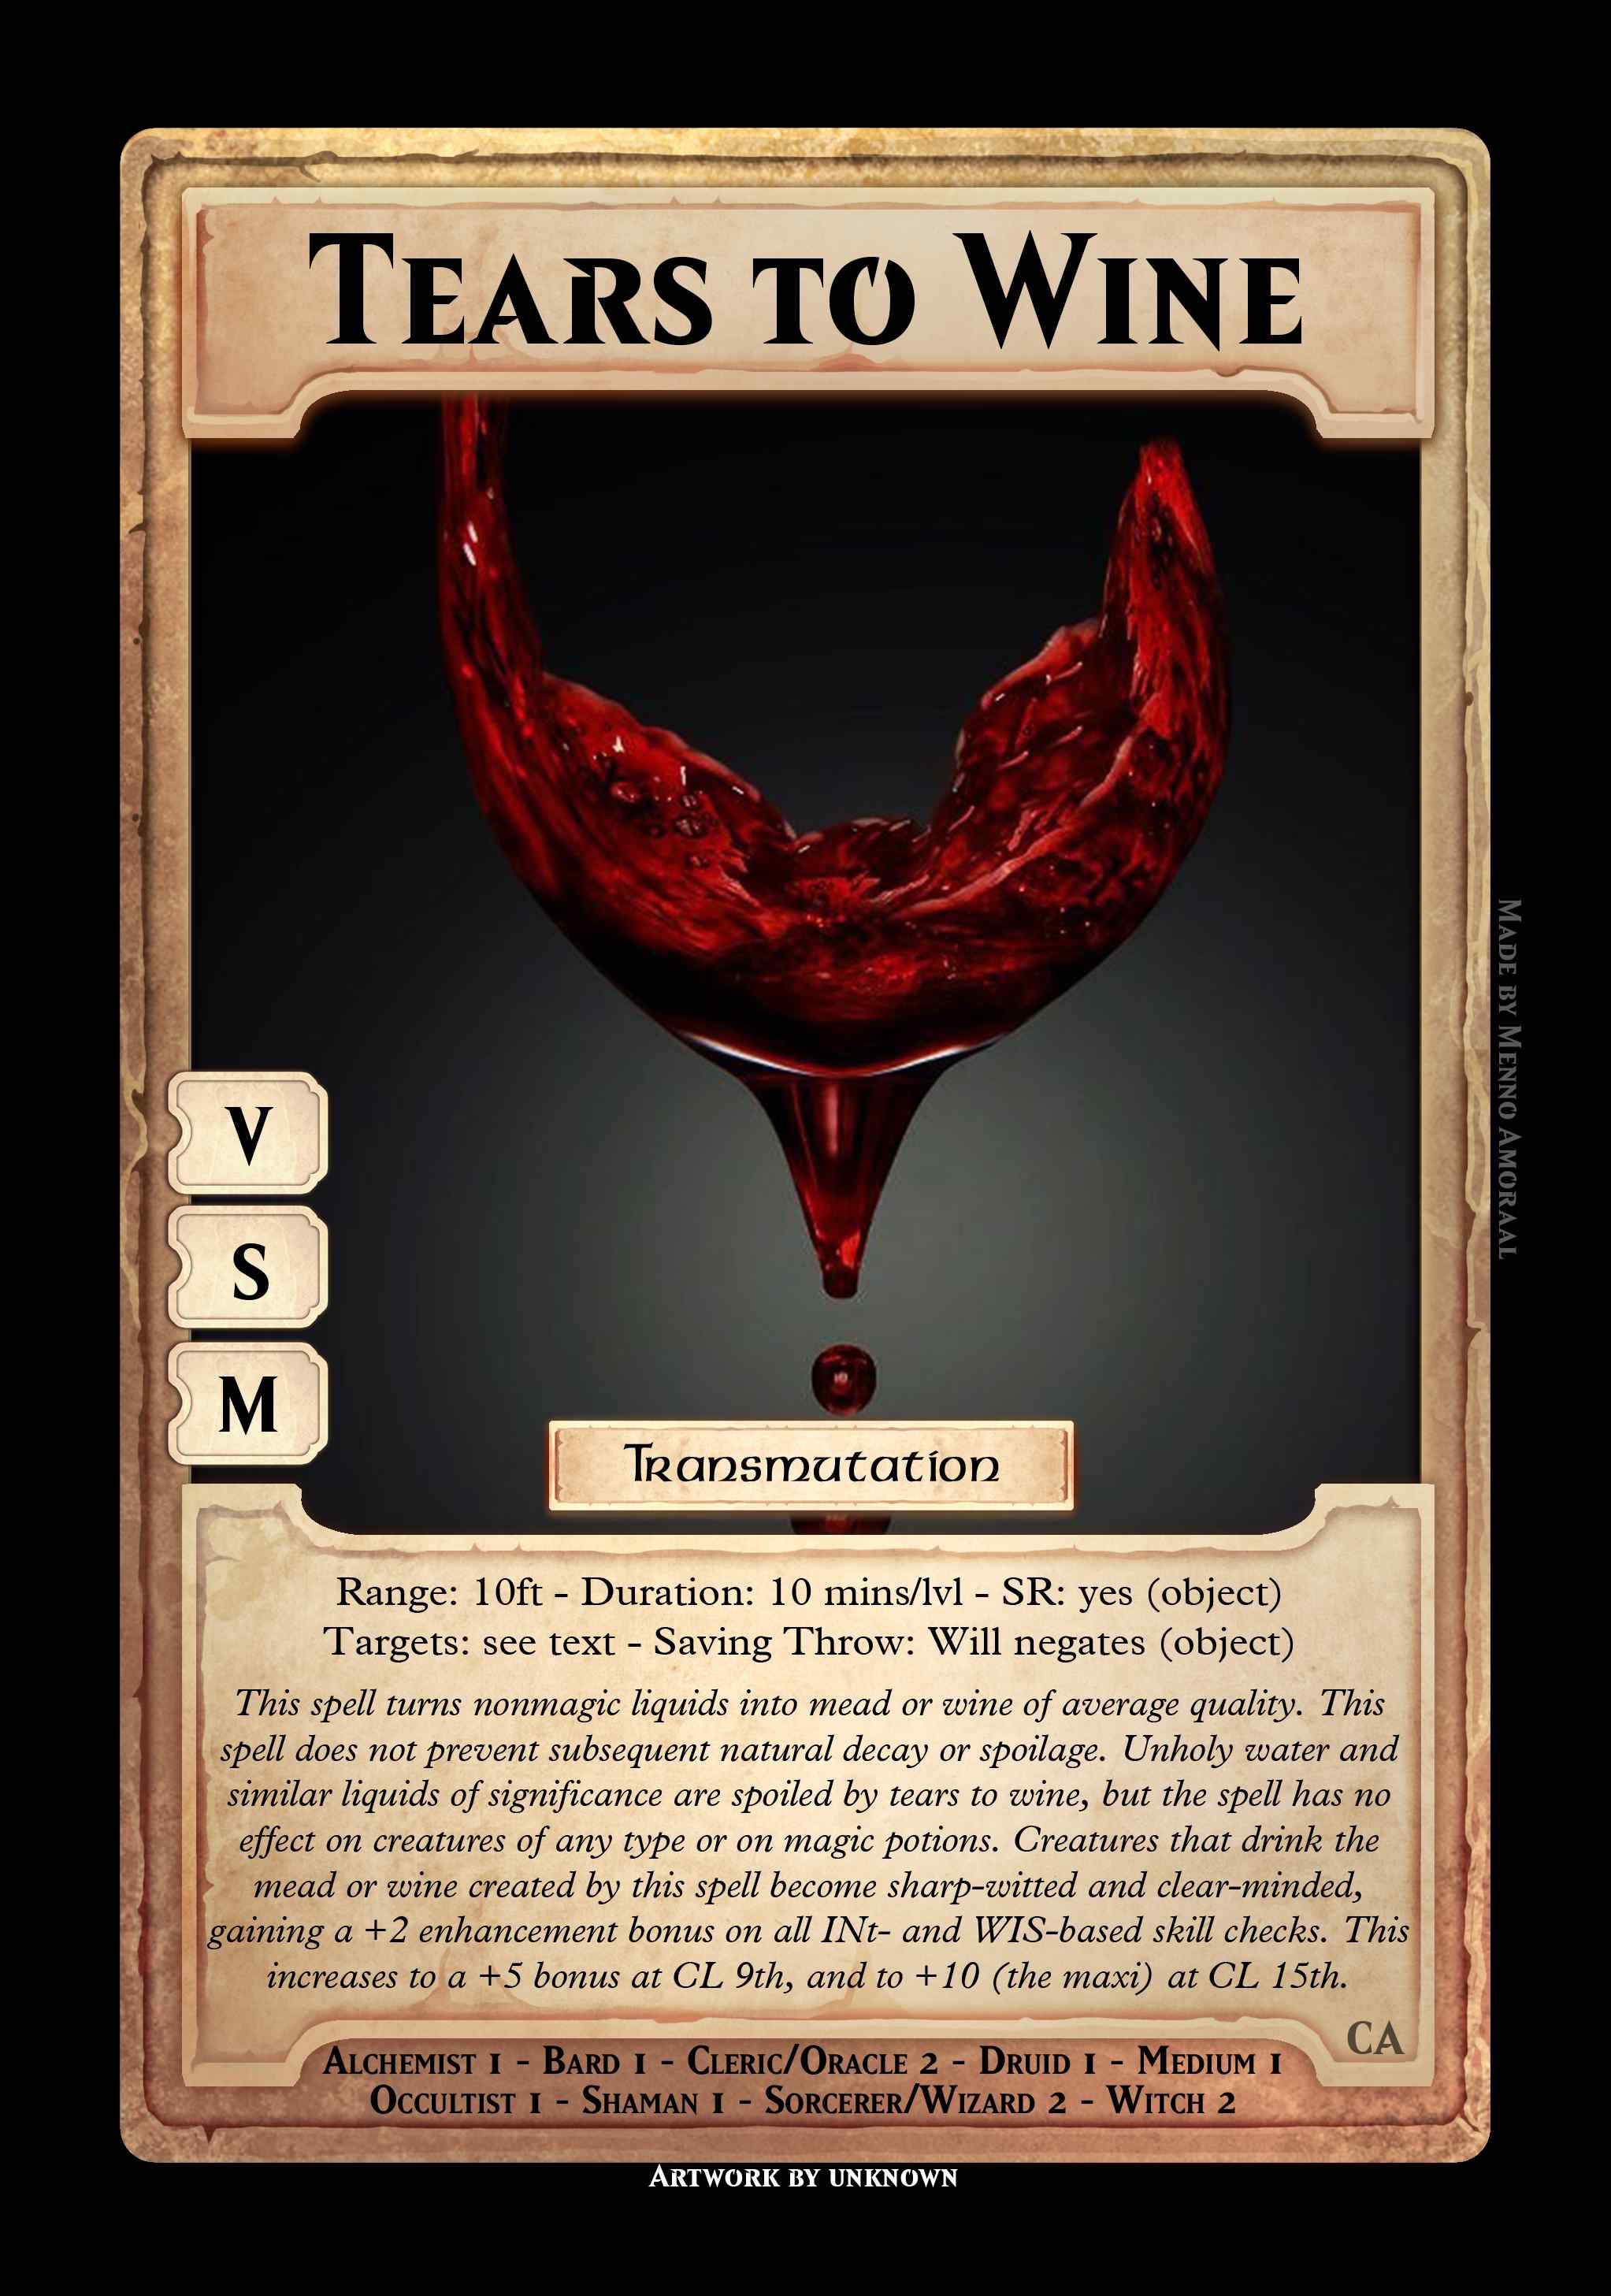 Tears to Wine
V
S
M
Transmutation
Range: 10ft - Duration: 10 mins/lvl - SR: yes (object)
Targets: see text - Saving Throw: Will negates (object)
This spell turns nonmagic liquids into mead or wine of average quality. This
spell does not prevent subsequent natural decay or spoilage. Unholy water and
similar liquids of significance are spoiled by tears to wine, but the spell has no
effect on creatures of any type or on magic potions. Creatures that drink the
mead or wine created by this spell become sharp-witted and clear-minded,
gaining a +2 enhancement bonus on all INt- and WIS-based skill checks. This
increases to a +5 bonus at CL 9th, and to +10 (the maxi) at CL 15th.
CA
Alchemist 1 - Bard 1 - Cleric/Oracle 2 - Druid 1 - Medium 1
Occultist 1 - Shaman 1 - Sorcerer/Wizard 2 - Witch 2
Artwork by unknown
Made by Menno Amoraal